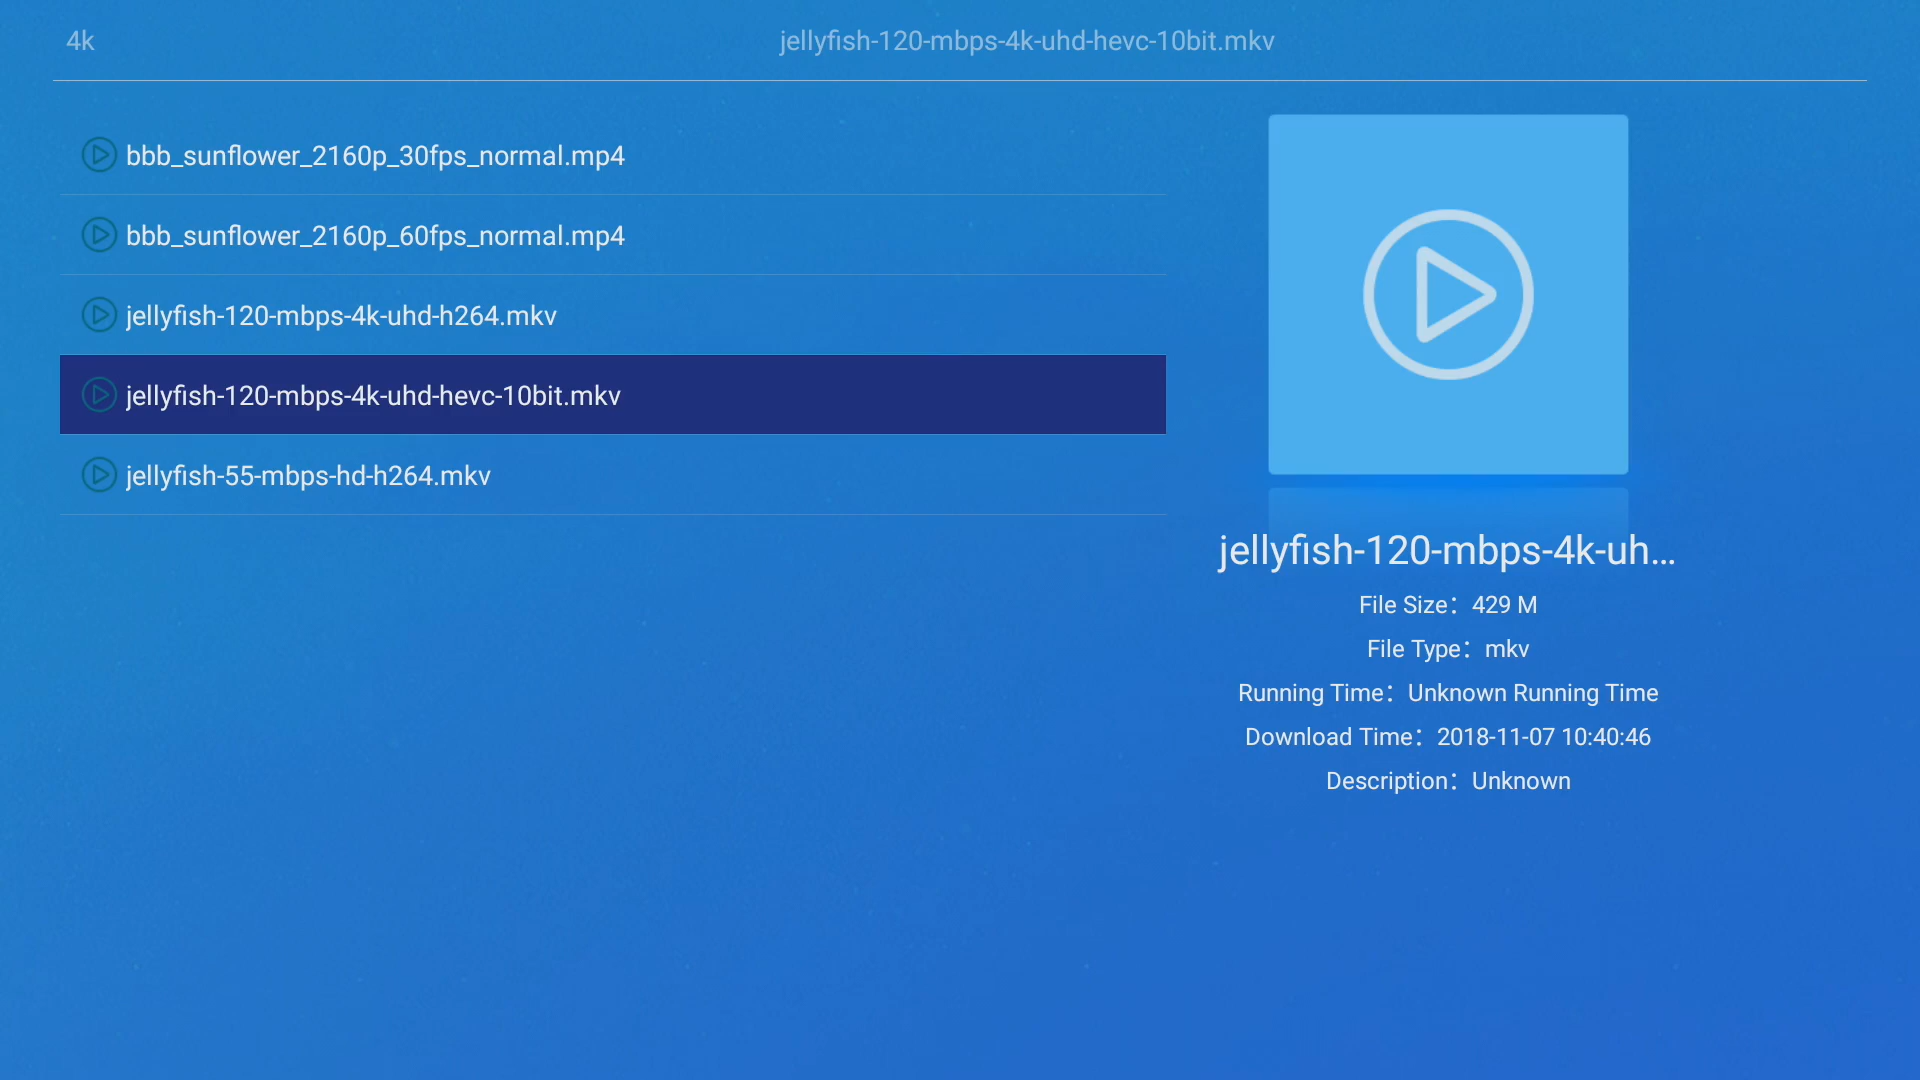 4k
jellyfish-120-mbps-4k-uhd-hevc-10bit.mkv
bbb_sunflower_2160p_30fps_normal.mp4
bbb_sunflower_2160p_60fps_normal.mp4
jellyfish-120-mbps-4k-uhd-h264.mkv
jellyfish-120-mbps-4k-uhd-hevc-10bit.mkv
jellyfish-55-mbps-hd-h264.mkv
jellyfish-120-mbps-4k-uh...
File Size：429 M
File Type：mkv
Running Time：Unknown Running Time
Download Time：2018-11-07 10:40:46
Description：Unknown